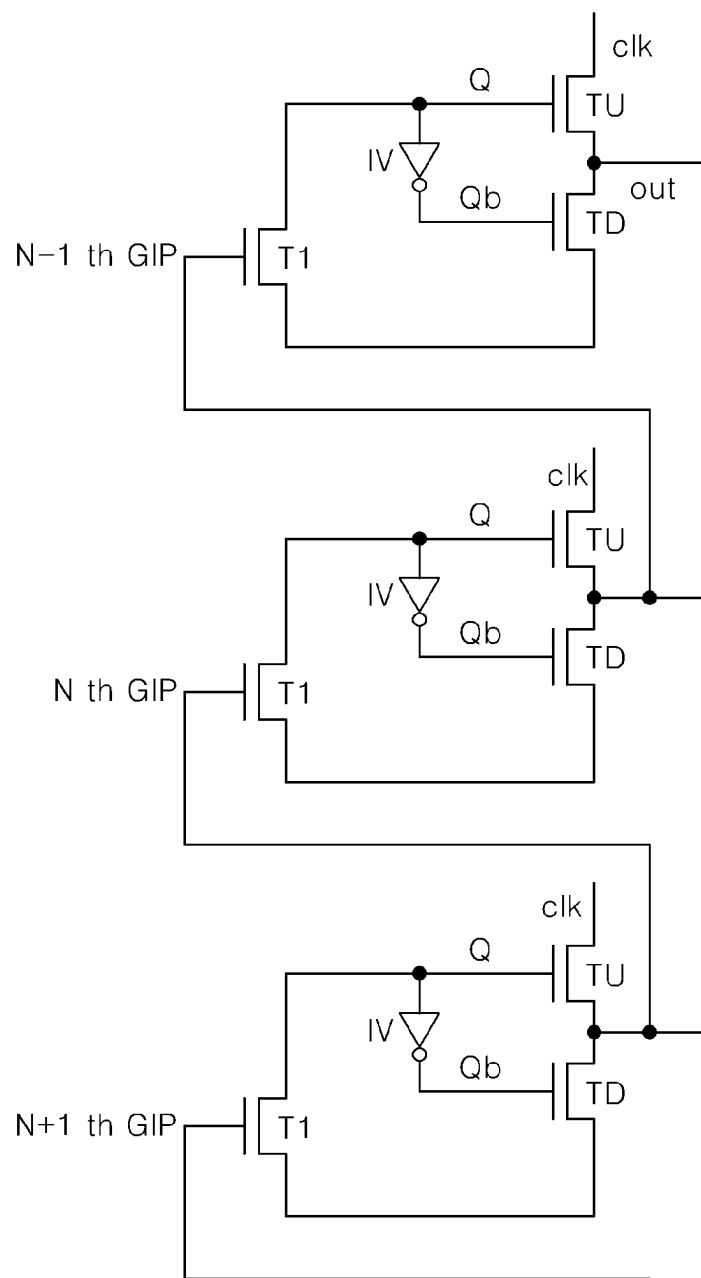 clk
Q
TU
IV
out
Qb
TD
N-1 th GIP
T1
clk
Q
TU
IV
Qb
TD
N th GIP
T1
clk
Q
TU
IV
Qb
TD
N+1 th GIP
T1